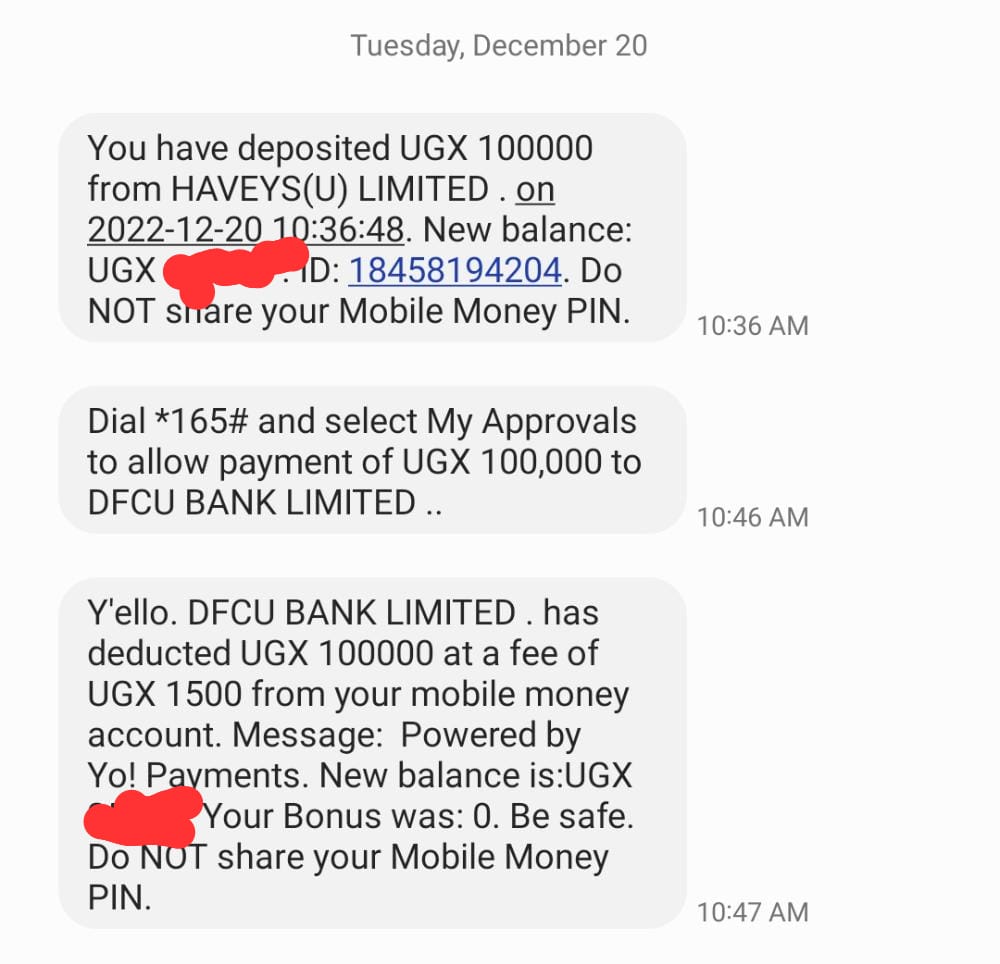 Tuesday, December 20
You have deposited UGX 100000
from HAVEYS(U) LIMITED . on
2022-12-20 10:36:48. New balance:
UGX . ID: 18458194204. Do
NOT share your Mobile Money PIN.
10:36 AM
Dial *165# and select My Approvals
to allow payment of UGX 100,000 to
DFCU BANK LIMITED ..
10:46 AM
Y'ello. DFCU BANK LIMITED . has
deducted UGX 100000 at a fee of
UGX 1500 from your mobile money
account. Message:  Powered by
Yo! Payments. New balance is:UGX
Your Bonus was: 0. Be safe.
Do NOT share your Mobile Money
PIN.
10:47 AM